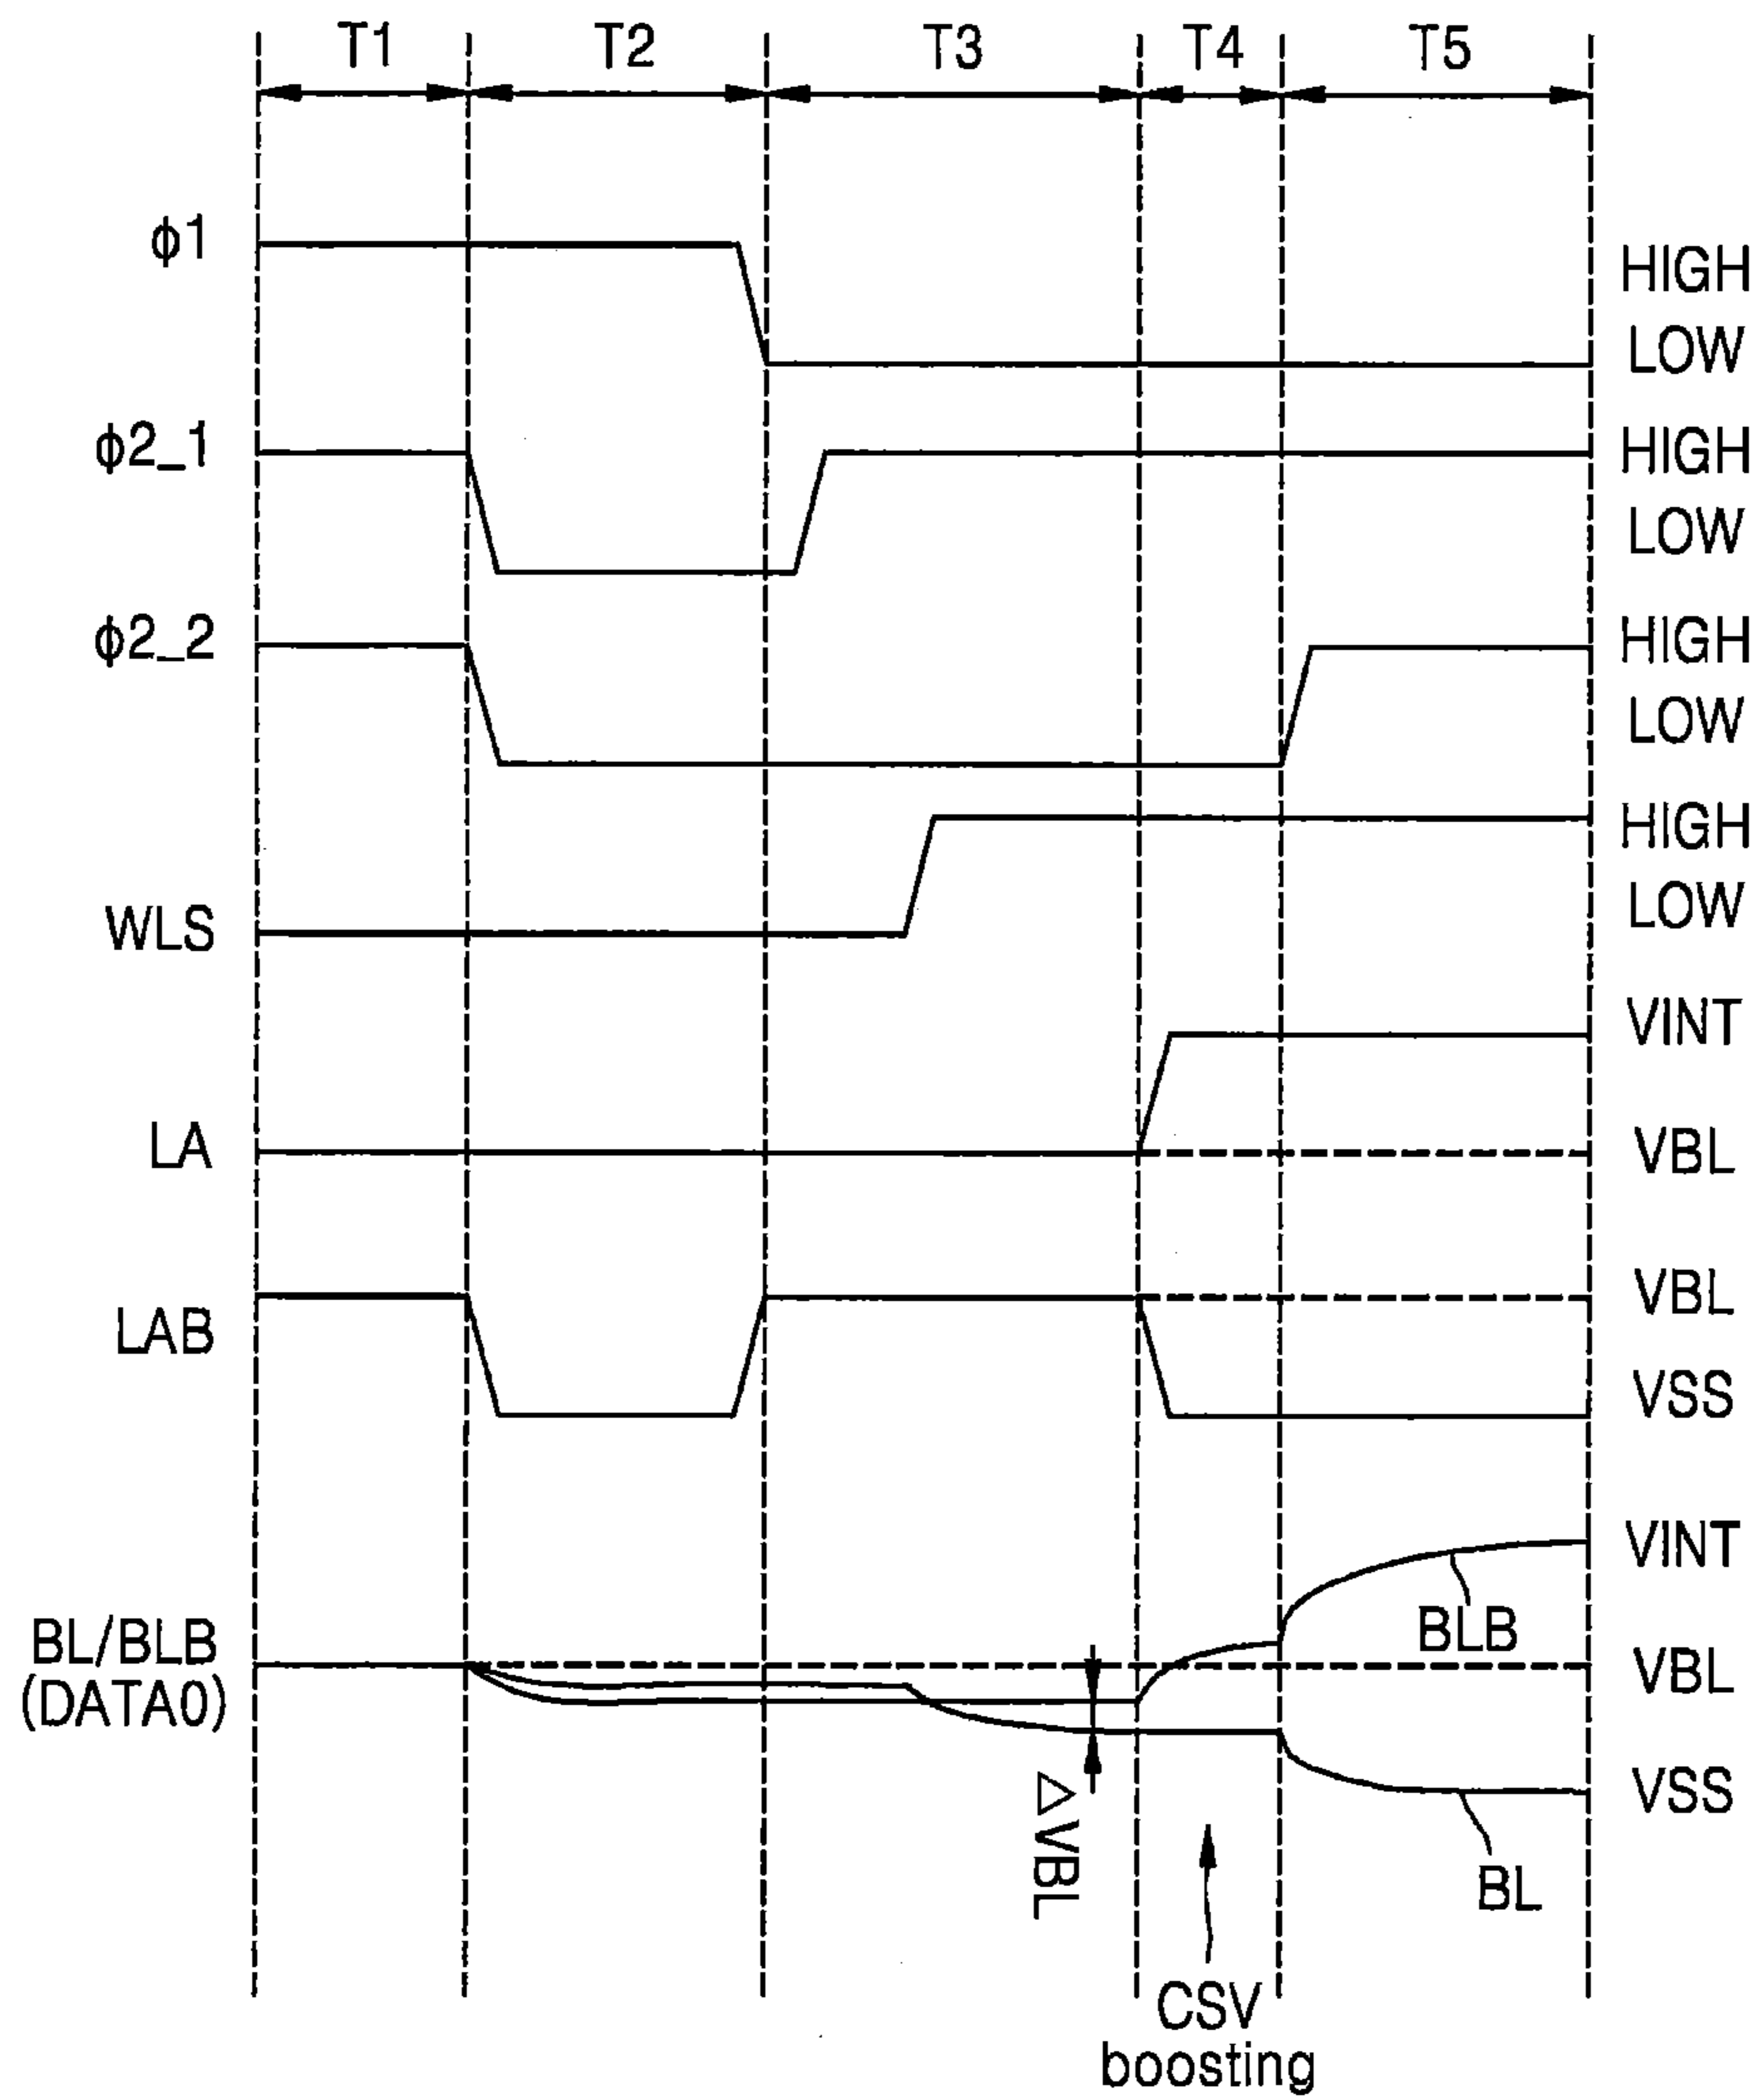 T1 T2 T3 T4 T5
ϕ1
HIGH
LOW
ϕ2_1
HIGH
LOW
ϕ2_2
HIGH
LOW
WLS
HIGH
LOW
LA
VINT
VBL
LAB
VBL
VSS
BL/BLB
(DATA0)
VINT
BLB
VBL
VSS
BL
△VBL
CSV
boosting